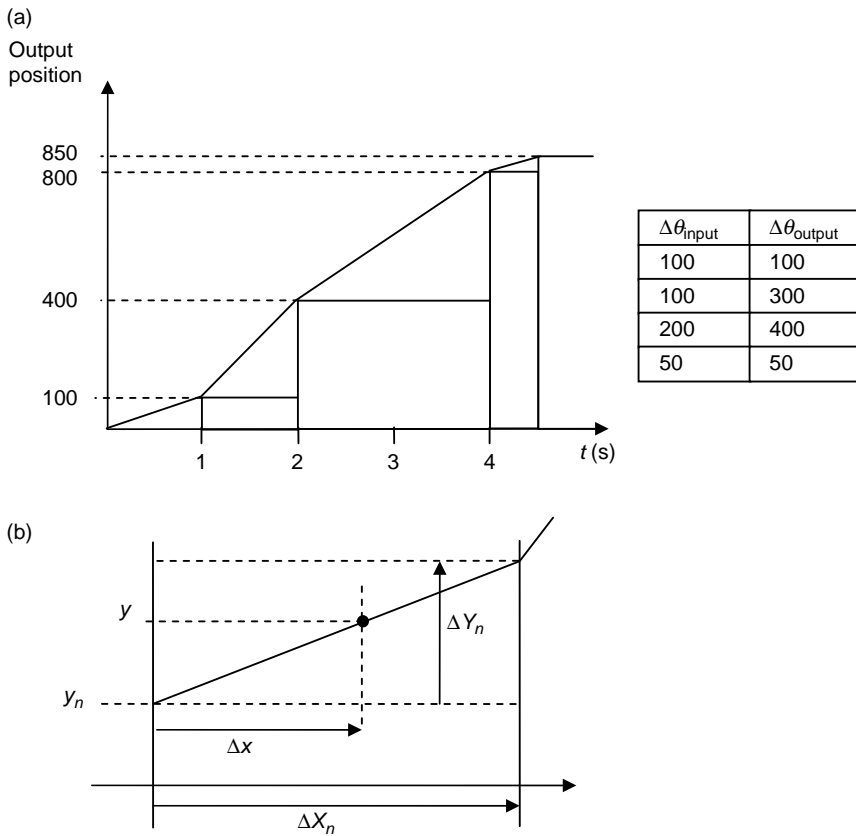 (a)
Output
position
850
800
400
100
1 2 3 4
t (s)
Δθinput Δθoutput
100 100
100 300
200 400
50 50
(b)
y
ΔYn
yn
Δx
ΔXn